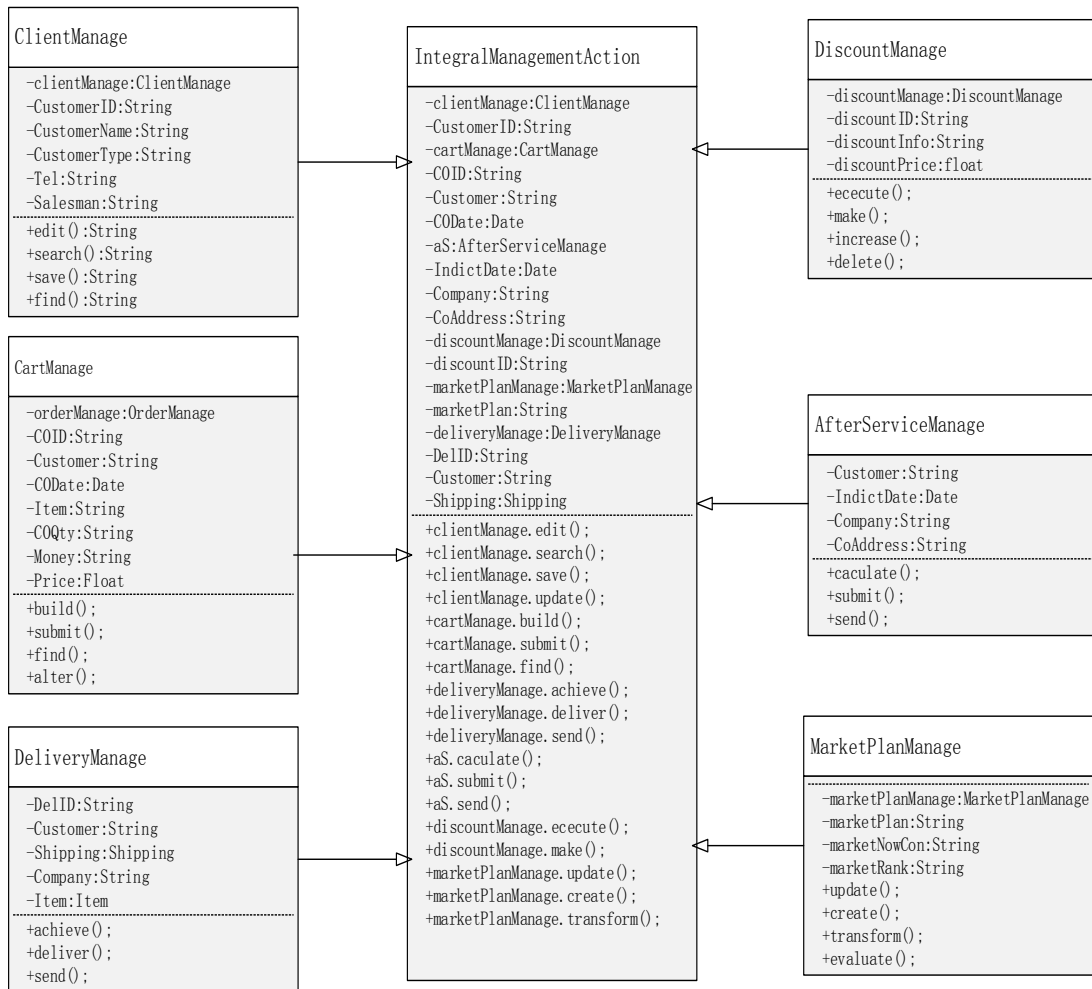 ClientManage
-clientManage:ClientManage
-CustomerID:String
-CustomerName:String
-CustomerType:String
-Tel:String
-Salesman:String
+edit():String
+search():String
+save():String
+find():String
CartManage
-orderManage:OrderManage
-COID:String
-Customer:String
-CODate:Date
-Item:String
-COQty:String
-Money:String
-Price:Float
+build();
+submit();
+find();
+alter();
DeliveryManage
-DelID:String
-Customer:String
-Shipping:Shipping
-Company:String
-Item:Item
+achieve();
+deliver();
+send();
IntegralManagementAction
-clientManage:ClientManage
-CustomerID:String
-cartManage:CartManage
-COID:String
-Customer:String
-CODate:Date
-aS:AfterServiceManage
-IndictDate:Date
-Company:String
-CoAddress:String
-discountManage:DiscountManage
-discountID:String
-marketPlanManage:MarketPlanManage
-marketPlan:String
-deliveryManage:DeliveryManage
-DelID:String
-Customer:String
-Shipping:Shipping
+clientManage.edit();
+clientManage.search();
+clientManage.save();
+clientManage.update();
+cartManage.build();
+cartManage.submit();
+cartManage.find();
+deliveryManage.achieve();
+deliveryManage.deliver();
+deliveryManage.send();
+aS.caculate();
+aS.submit();
+aS.send();
+discountManage.ececute();
+discountManage.make();
+marketPlanManage.update();
+marketPlanManage.create();
+marketPlanManage.transform();
DiscountManage
-discountManage:DiscountManage
-discountID:String
-discountInfo:String
-discountPrice:float
+ececute();
+make();
+increase();
+delete();
AfterServiceManage
-Customer:String
-IndictDate:Date
-Company:String
-CoAddress:String
+caculate();
+submit();
+send();
MarketPlanManage
-marketPlanManage:MarketPlanManage
-marketPlan:String
-marketNowCon:String
-marketRank:String
+update();
+create();
+transform();
+evaluate();